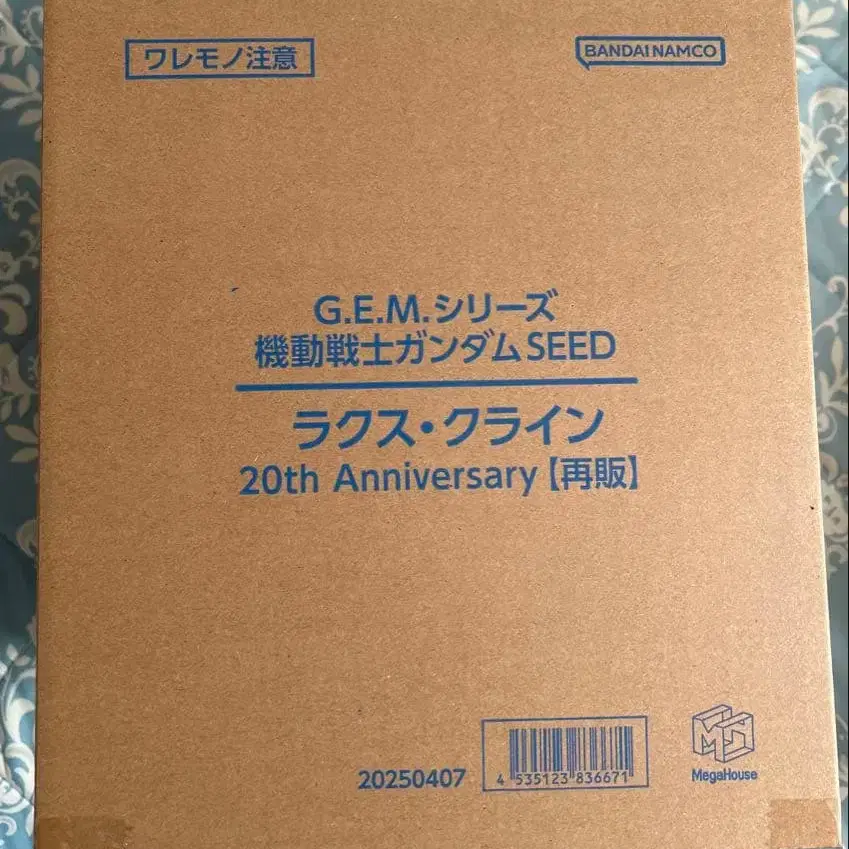 ワレモノ注意
BANDAI NAMCO
G.E.M.シリーズ
機動戦士ガンダムSEED
ラクス・クライン
20th Anniversary【再販】
20250407
4 535123 836671
MegaHouse